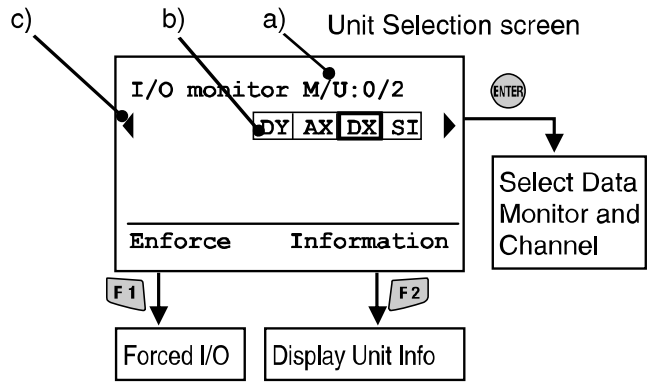 c) b) a) Unit Selection screen
I/O monitor M/U:0/2
ENTER
DY AX DX SI
Select Data
Monitor and
Channel
Enforce Information
F1 F2
Forced I/O Display Unit Info